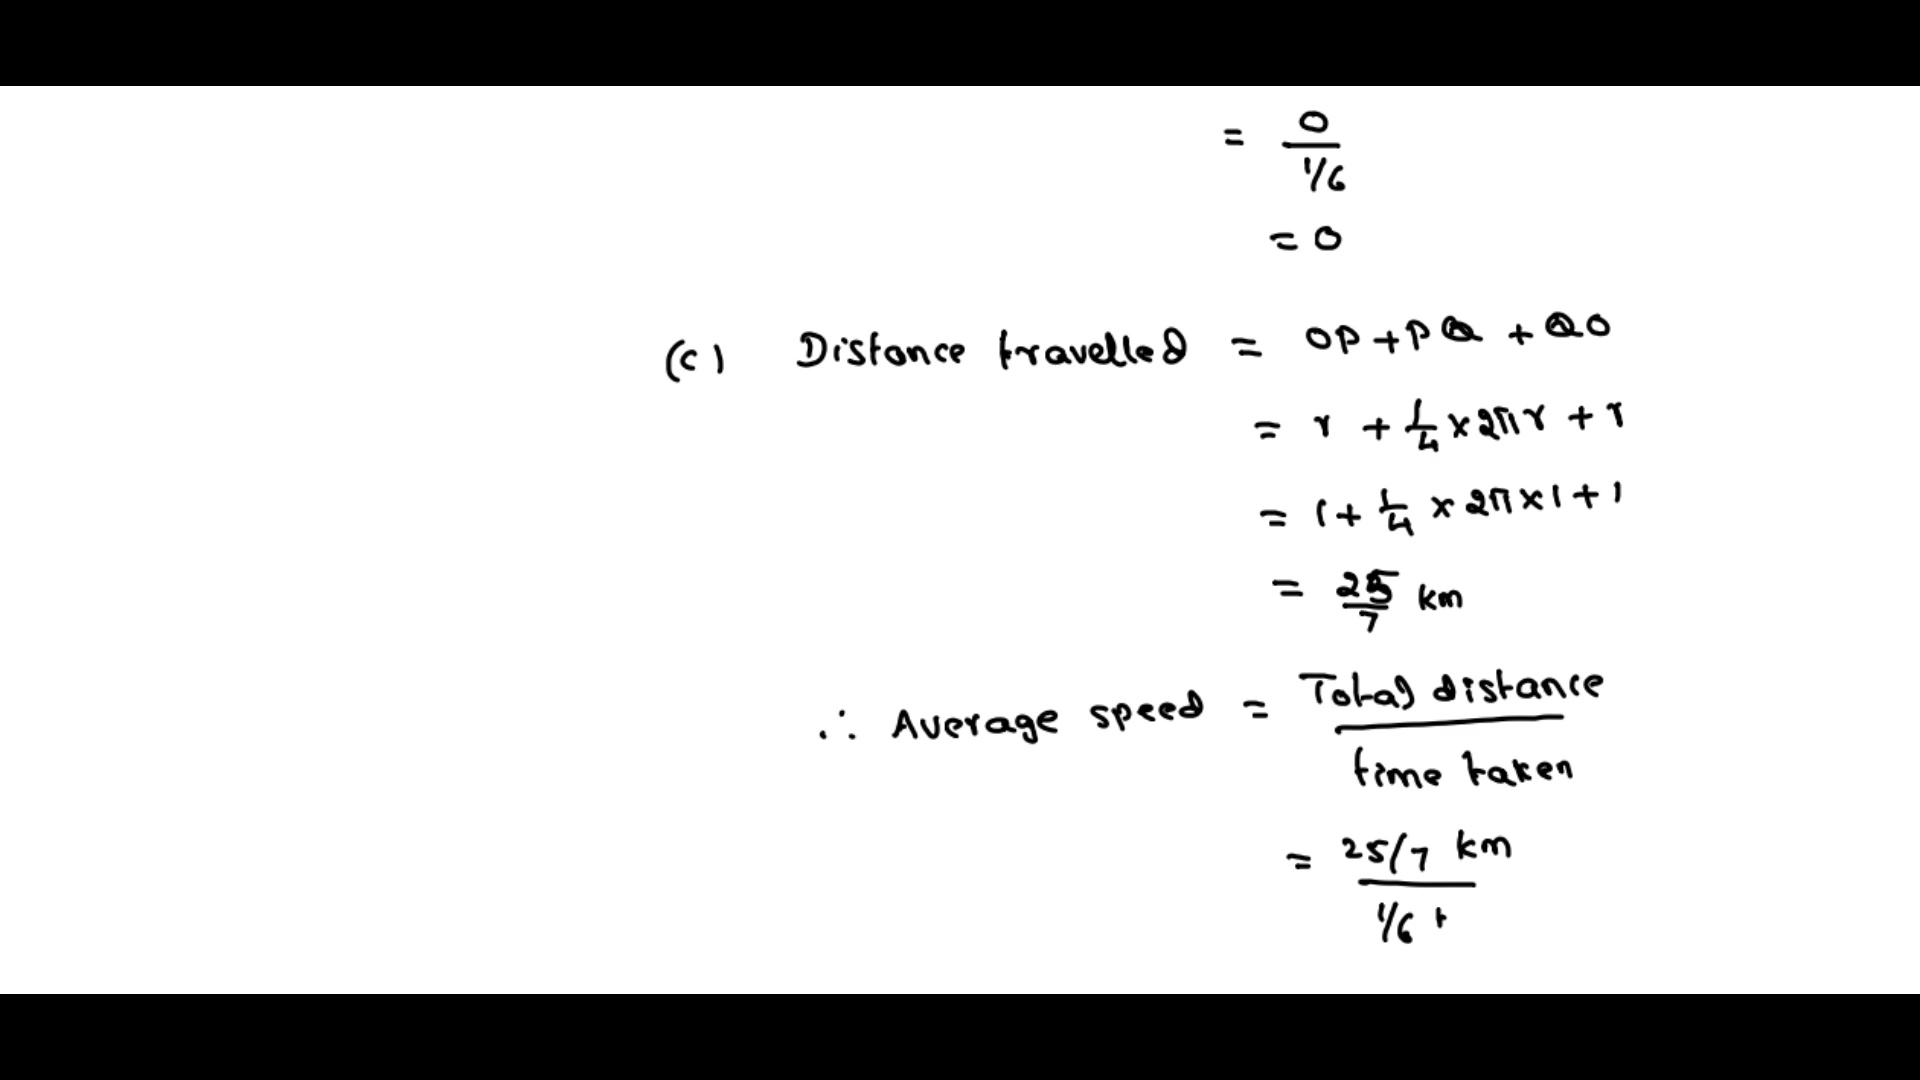 = 0
1/6
= 0
(c) Distance travelled = OP + PQ + QO
= r + 1/4 × 2πr + r
= 1 + 1/4 × 2π × 1 + 1
= 25/7 km
∴ Average speed = Total distance
time taken
= 25/7 km
1/6